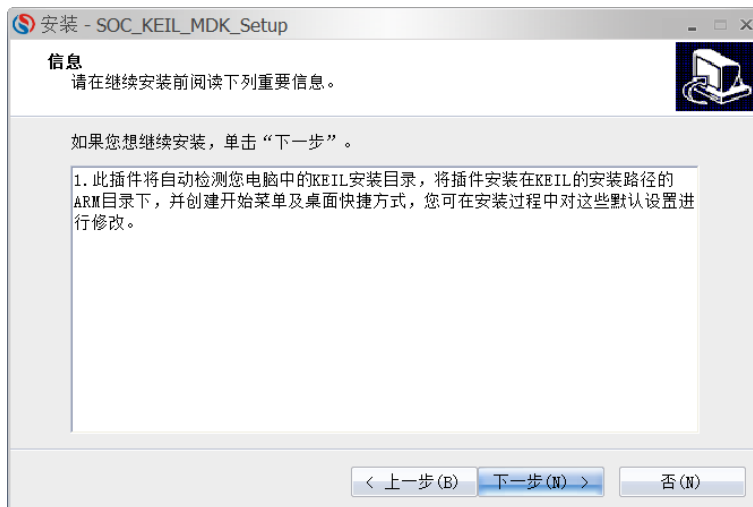 安装 - SOC_KEIL_MDK_Setup
信息
请在继续安装前阅读下列重要信息。
如果您想继续安装，单击“下一步”。
1. 此插件将自动检测您电脑中的KEIL安装目录，将插件安装在KEIL的安装路径的
ARM目录下，并创建开始菜单及桌面快捷方式，您可在安装过程中对这些默认设置进
行修改。
< 上一步(B)
下一步(N) >
否(N)